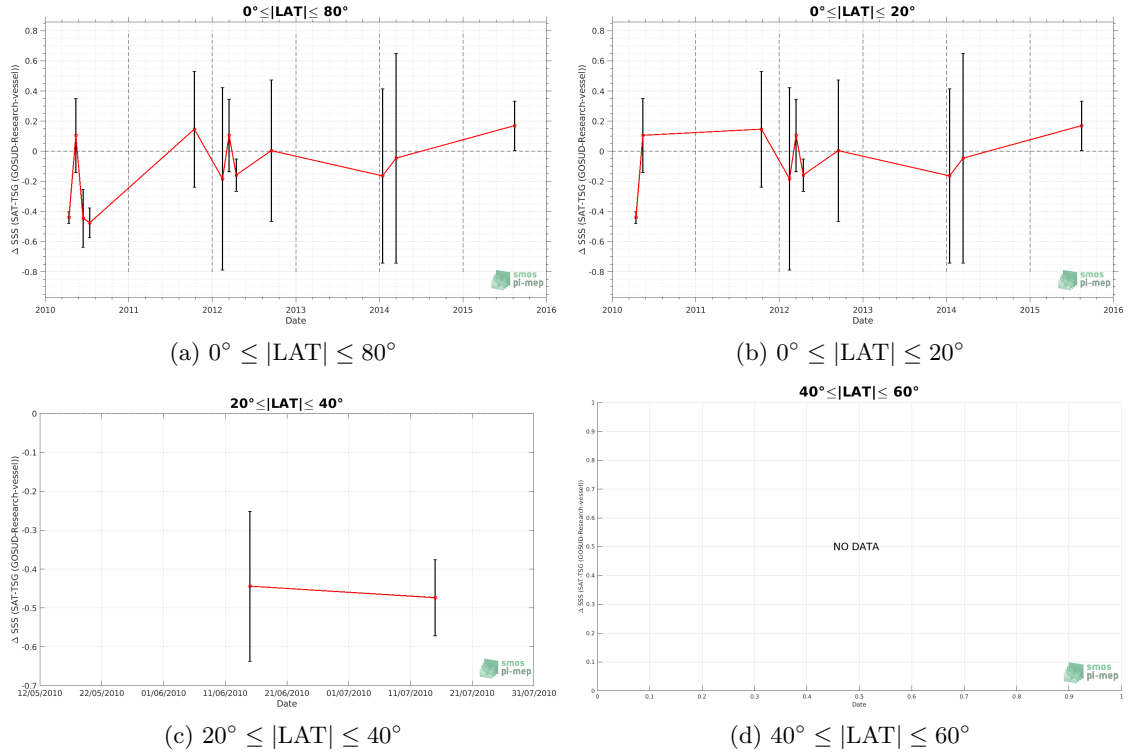 0°≤|LAT|≤ 80°
Δ SSS (SAT-TSG (GOSUD-Research-vessel))
0.8
0.6
0.4
0.2
0
-0.2
-0.4
-0.6
-0.8
2010 2011 2012 2013 2014 2015 2016
Date
smos
pi-mep
(a) 0° ≤ |LAT| ≤ 80°
0°≤|LAT|≤ 20°
Δ SSS (SAT-TSG (GOSUD-Research-vessel))
0.8
0.6
0.4
0.2
0
-0.2
-0.4
-0.6
-0.8
2010 2011 2012 2013 2014 2015 2016
Date
smos
pi-mep
(b) 0° ≤ |LAT| ≤ 20°
20°≤|LAT|≤ 40°
Δ SSS (SAT-TSG (GOSUD-Research-vessel))
0
-0.1
-0.2
-0.3
-0.4
-0.5
-0.6
-0.7
12/05/2010 22/05/2010 01/06/2010 11/06/2010 21/06/2010 01/07/2010 11/07/2010 21/07/2010 31/07/2010
Date
smos
pi-mep
(c) 20° ≤ |LAT| ≤ 40°
40°≤|LAT|≤ 60°
Δ SSS (SAT-TSG (GOSUD-Research-vessel))
1
0.9
0.8
0.7
0.6
0.5
0.4
0.3
0.2
0.1
0
NO DATA
0 0.1 0.2 0.3 0.4 0.5 0.6 0.7 0.8 0.9 1
Date
smos
pi-mep
(d) 40° ≤ |LAT| ≤ 60°